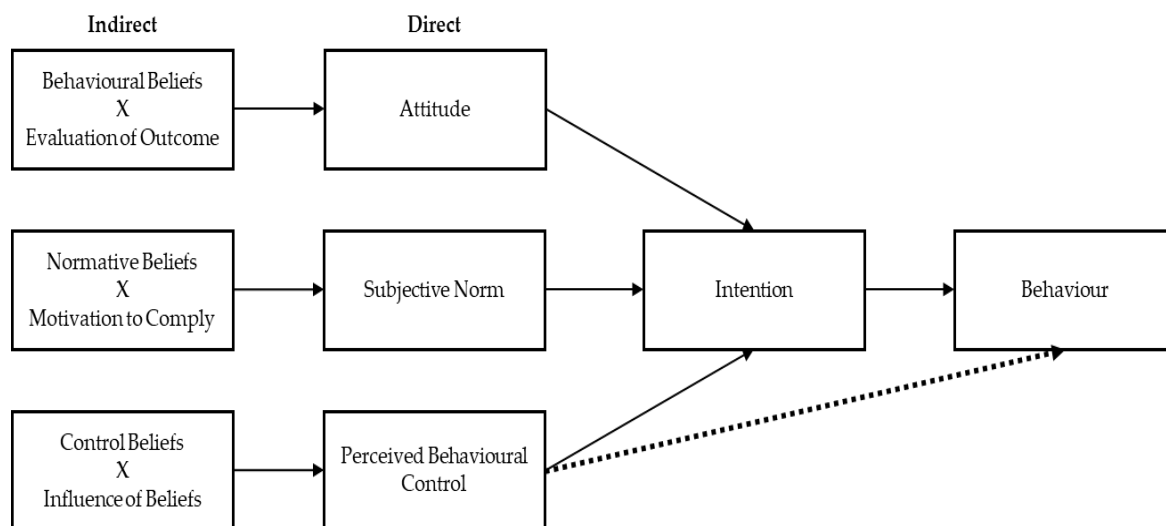 Indirect
Direct
Behavioural Beliefs
X
Evaluation of Outcome
Attitude
Normative Beliefs
X
Motivation to Comply
Subjective Norm
Intention
Behaviour
Control Beliefs
X
Influence of Beliefs
Perceived Behavioural
Control